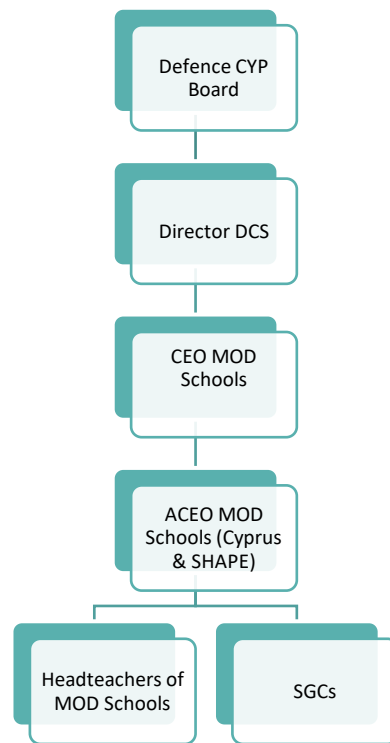 Defence CYP
Board
Director DCS
CEO MOD
Schools
ACEO MOD
Schools (Cyprus
& SHAPE)
Headteachers of
MOD Schools
SGCs